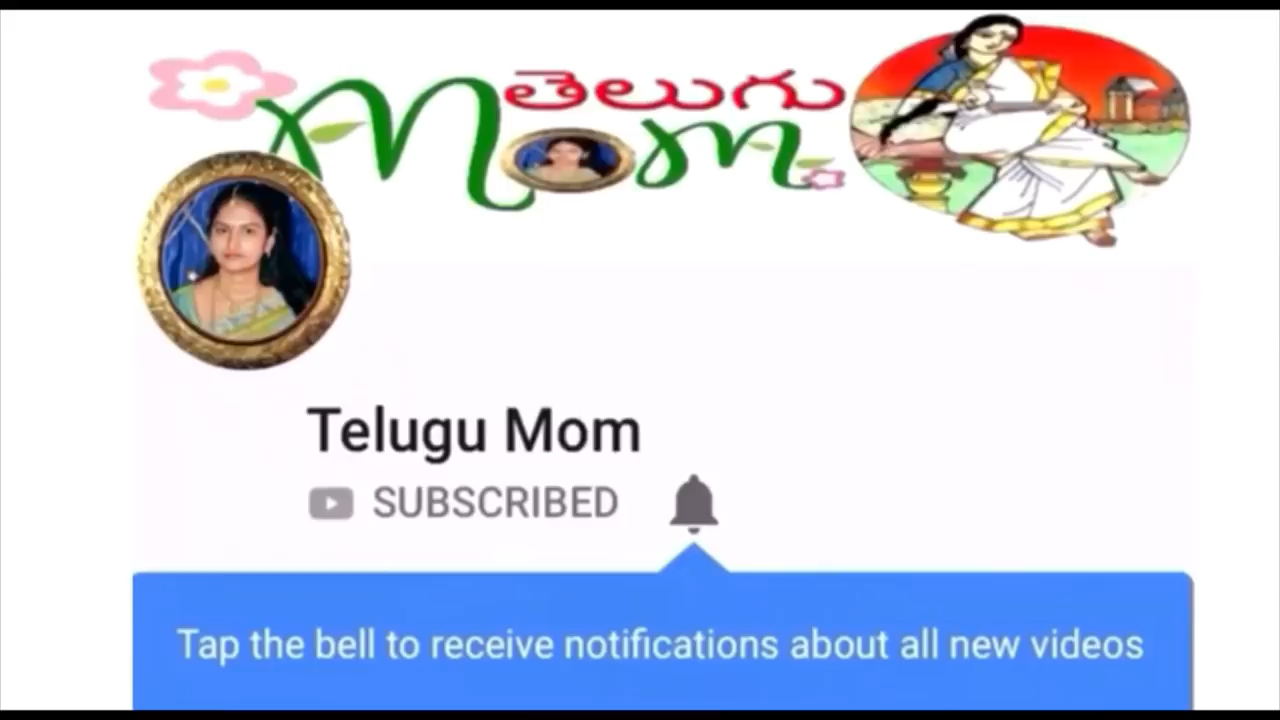 తెలుగు
Mom
Telugu Mom
SUBSCRIBED
Tap the bell to receive notifications about all new videos